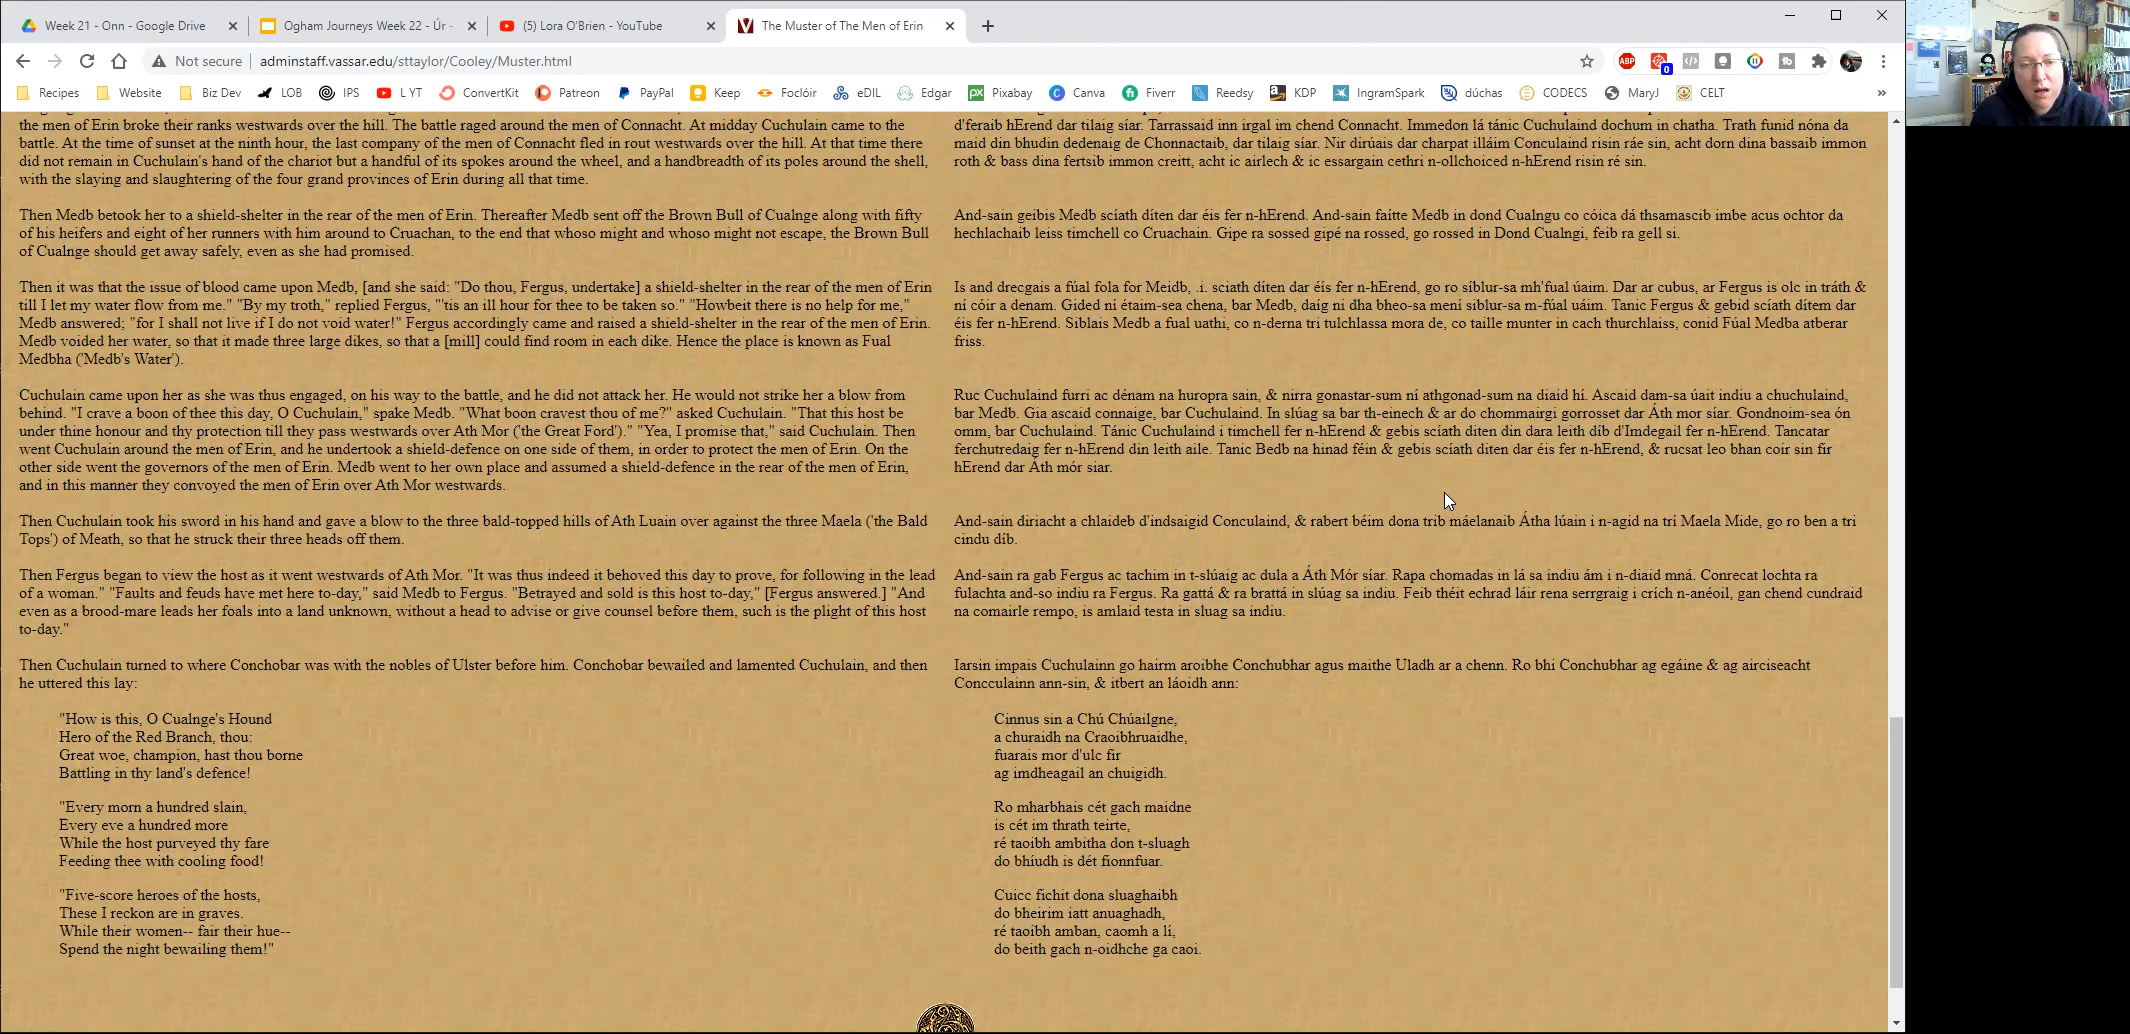 Week 21 - Onn - Google Drive
Ogham Journeys Week 22 - Úr -
(5) Lora O'Brien - YouTube
The Muster of The Men of Erin
Not secure
adminstaff.vassar.edu/sttaylor/Cooley/Muster.html
ABP
0
Recipes
Website
Biz Dev
LOB
IPS
L YT
ConvertKit
Patreon
PayPal
Keep
Foclóir
eDIL
Edgar
Pixabay
Canva
Fiverr
Reedsy
KDP
IngramSpark
dúchas
CODECS
MaryJ
CELT
»
the men of Erin broke their ranks westwards over the hill. The battle raged around the men of Connacht. At midday Cuchulain came to the
battle. At the time of sunset at the ninth hour, the last company of the men of Connacht fled in rout westwards over the hill. At that time there
did not remain in Cuchulain's hand of the chariot but a handful of its spokes around the wheel, and a handbreadth of its poles around the shell,
with the slaying and slaughtering of the four grand provinces of Erin during all that time.
d'feraib hErend dar tilaig síar. Tarrassaid inn irgal im chend Connacht. Immedon lá tánic Cuchulaind dochum in chatha. Trath funid nóna da
maid din bhudin dedenaig de Chonnactaib, dar tilaig síar. Nir dirúais dar charpat illáim Conculaind risin ráe sin, acht dorn dina bassaib immon
roth & bass dina fertsib immon creitt, acht ic airlech & ic essargain cethri n-ollchoiced n-hErend risin ré sin.
Then Medb betook her to a shield-shelter in the rear of the men of Erin. Thereafter Medb sent off the Brown Bull of Cualnge along with fifty
of his heifers and eight of her runners with him around to Cruachan, to the end that whoso might and whoso might not escape, the Brown Bull
of Cualnge should get away safely, even as she had promised.
And-sain geibis Medb scíath díten dar éis fer n-hErend. And-sain faítte Medb in dond Cualngu co cóica dá thsamascib imbe acus ochtor da
hechlachaib leiss timchell co Cruachain. Gipe ra sossed gipé na rossed, go rossed in Dond Cualngi, feib ra gell si.
Then it was that the issue of blood came upon Medb, [and she said: "Do thou, Fergus, undertake] a shield-shelter in the rear of the men of Erin
till I let my water flow from me." "By my troth," replied Fergus, "'tis an ill hour for thee to be taken so." "Howbeit there is no help for me,"
Medb answered; "for I shall not live if I do not void water!" Fergus accordingly came and raised a shield-shelter in the rear of the men of Erin.
Medb voided her water, so that it made three large dikes, so that a [mill] could find room in each dike. Hence the place is known as Fual
Medbha ('Medb's Water').
Is and drecgais a fúal fola for Meidb, .i. sciath díten dar éís fer n-hErend, go ro síblur-sa mh'fual úaim. Dar ar cubus, ar Fergus is olc in tráth &
ní cóir a denam. Gided ní étaim-sea chena, bar Medb, daíg ni dha bheo-sa mení siblur-sa m-fúal uáim. Tanic Fergus & gebid scíath dítem dar
éis fer n-hErend. Siblais Medb a fual uathi, co n-derna tri tulchlassa mora de, co taille munter in cach thurchlaiss, conid Fúal Medba atberar
friss.
Cuchulain came upon her as she was thus engaged, on his way to the battle, and he did not attack her. He would not strike her a blow from
behind. "I crave a boon of thee this day, O Cuchulain," spake Medb. "What boon cravest thou of me?" asked Cuchulain. "That this host be
under thine honour and thy protection till they pass westwards over Ath Mor ('the Great Ford')." "Yea, I promise that," said Cuchulain. Then
went Cuchulain around the men of Erin, and he undertook a shield-defence on one side of them, in order to protect the men of Erin. On the
other side went the governors of the men of Erin. Medb went to her own place and assumed a shield-defence in the rear of the men of Erin,
and in this manner they convoyed the men of Erin over Ath Mor westwards.
Ruc Cuchulaind furri ac dénam na huropra sain, & nirra gonastar-sum ní athgonad-sum na diaid hí. Ascaid dam-sa úait indiu a chuchulaind,
bar Medb. Gia ascaid connaige, bar Cuchulaind. In slúag sa bar th-einech & ar do chommairgi gorrosset dar Áth mor síar. Gondnoim-sea ón
omm, bar Cuchulaind. Tánic Cuchulaind i timchell fer n-hErend & gebis scíath diten din dara leith díb d'Imdegail fer n-hErend. Tancatar
ferchutredaig fer n-hErend din leith aile. Tanic Bedb na hinad féin & gebis scíath diten dar éis fer n-hErend, & rucsat leo bhan coir sin fír
hErend dar Áth mór siar.
Then Cuchulain took his sword in his hand and gave a blow to the three bald-topped hills of Ath Luain over against the three Maela ('the Bald
Tops') of Meath, so that he struck their three heads off them.
And-sain diriacht a chlaideb d'indsaigid Conculaind, & rabert béim dona trib máelanaib Átha lúain i n-agid na trí Maela Mide, go ro ben a tri
cindu díb.
Then Fergus began to view the host as it went westwards of Ath Mor. "It was thus indeed it behoved this day to prove, for following in the lead
of a woman." "Faults and feuds have met here to-day," said Medb to Fergus. "Betrayed and sold is this host to-day," [Fergus answered.] "And
even as a brood-mare leads her foals into a land unknown, without a head to advise or give counsel before them, such is the plight of this host
to-day."
And-sain ra gab Fergus ac tachim in t-slúaig ac dula a Áth Mór síar. Rapa chomadas in lá sa indiu ám i n-diaid mná. Conrecat lochta ra
fulachta and-so indiu ra Fergus. Ra gattá & ra brattá in slúag sa indiu. Feib théit echrad láir rena serrgraig i crích n-anéoil, gan chend cundraid
na comairle rempo, is amlaid testa in sluag sa indiu.
Then Cuchulain turned to where Conchobar was with the nobles of Ulster before him. Conchobar bewailed and lamented Cuchulain, and then
he uttered this lay:
Iarsin impais Cuchulainn go hairm aroibhe Conchubhar agus maithe Uladh ar a chenn. Ro bhi Conchubhar ag egáine & ag airciseacht
Concculainn ann-sin, & itbert an láoidh ann:
"How is this, O Cualnge's Hound
Hero of the Red Branch, thou:
Great woe, champion, hast thou borne
Battling in thy land's defence!
"Every morn a hundred slain,
Every eve a hundred more
While the host purveyed thy fare
Feeding thee with cooling food!
"Five-score heroes of the hosts,
These I reckon are in graves.
While their women-- fair their hue--
Spend the night bewailing them!"
Cinnus sin a Chú Chúailgne,
a churaidh na Craoibhruaidhe,
fuarais mor d'ulc fír
ag imdheagail an chuigidh.
Ro mharbhais cét gach maidne
is cét im thrath teirte,
ré taoibh ambitha don t-sluagh
do bhíudh is dét fionnfuar.
Cuicc fichit dona sluaghaibh
do bheirim iatt anuaghadh,
ré taoibh amban, caomh a lí,
do beith gach n-oidhche ga caoi.